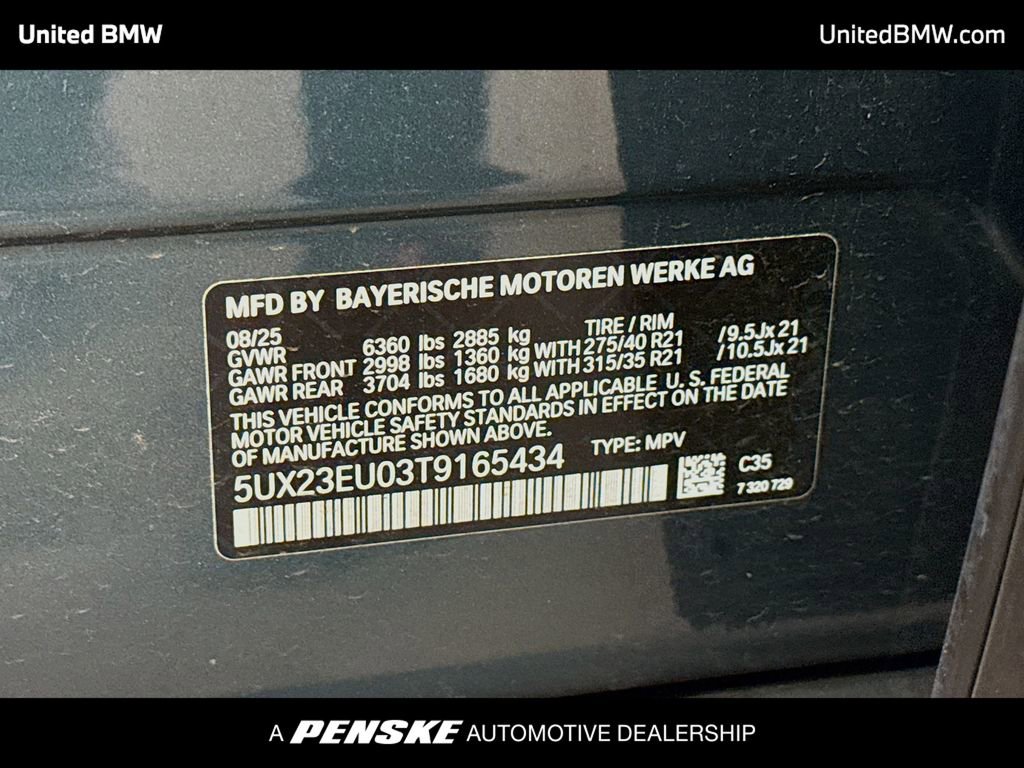 United BMW
UnitedBMW.com
MFD BY BAYERISCHE MOTOREN WERKE AG
08/25 TIRE / RIM
GVWR 6360 lbs 2885 kg
GAWR FRONT 2998 lbs 1360 kg WITH 275/40 R21 /9.5Jx 21
GAWR REAR 3704 lbs 1680 kg WITH 315/35 R21 /10.5Jx 21
THIS VEHICLE CONFORMS TO ALL APPLICABLE U.S. FEDERAL
MOTOR VEHICLE SAFETY STANDARDS IN EFFECT ON THE DATE
OF MANUFACTURE SHOWN ABOVE.
TYPE: MPV
5UX23EU03T9165434
C35
7 320 729
A PENSKE AUTOMOTIVE DEALERSHIP